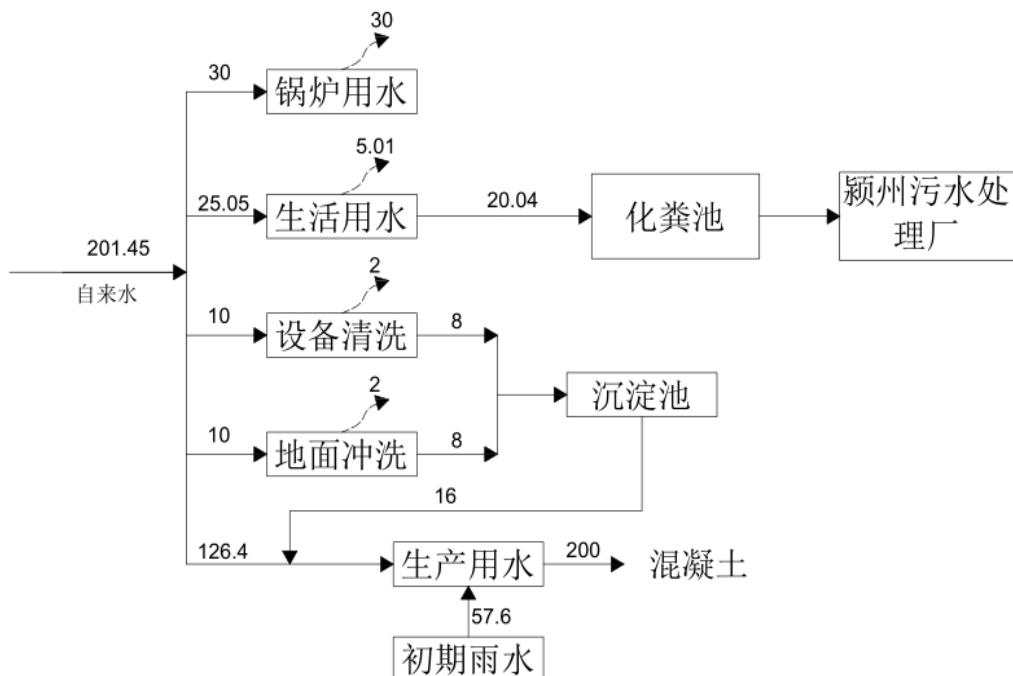 30
30
锅炉用水
5.01
25.05
生活用水
20.04
化粪池
颍州污水处
理厂
201.45
自来水
2
10
设备清洗
8
沉淀池
2
10
地面冲洗
8
16
126.4
生产用水
200
混凝土
57.6
初期雨水